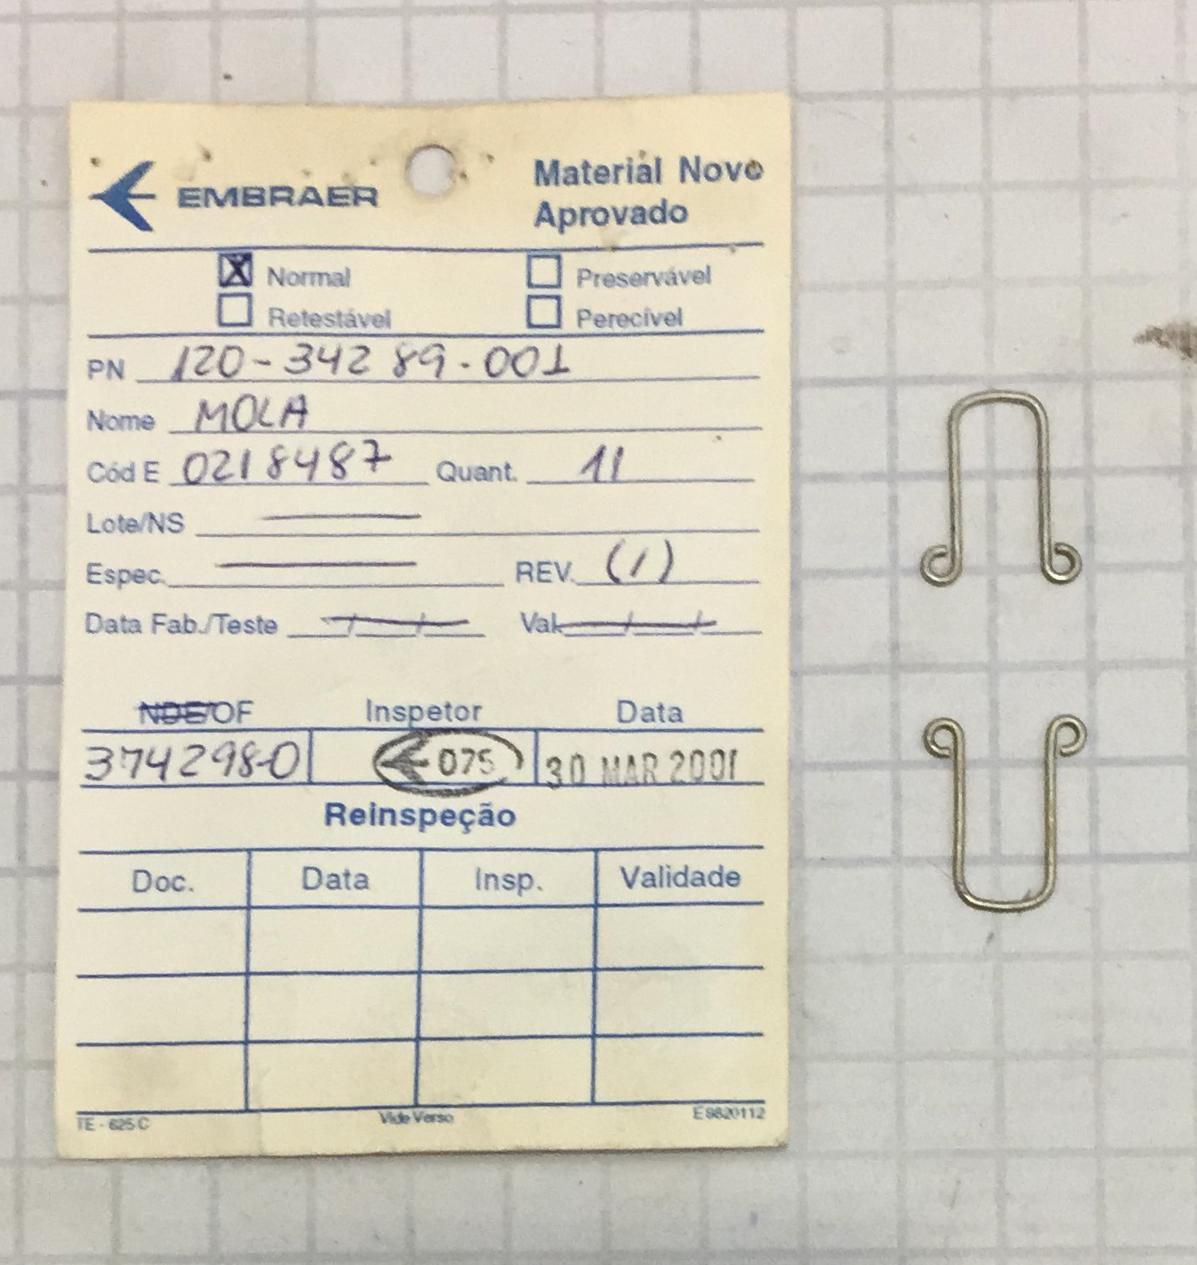 EMBRAER
Material Novo
Aprovado
X Normal
Preservável
Retestável
Perecível
PN 120-34289-001
Nome MOLA
Cód E 0218487 Quant. 11
Lote/NS
Espec. REV. (1)
Data Fab./Teste Val.
NDE/OF Inspetor Data
3742980 075 30 MAR 2001
Reinspeção
Doc. Data Insp. Validade
TE - 625 C Vide Verso E9820112